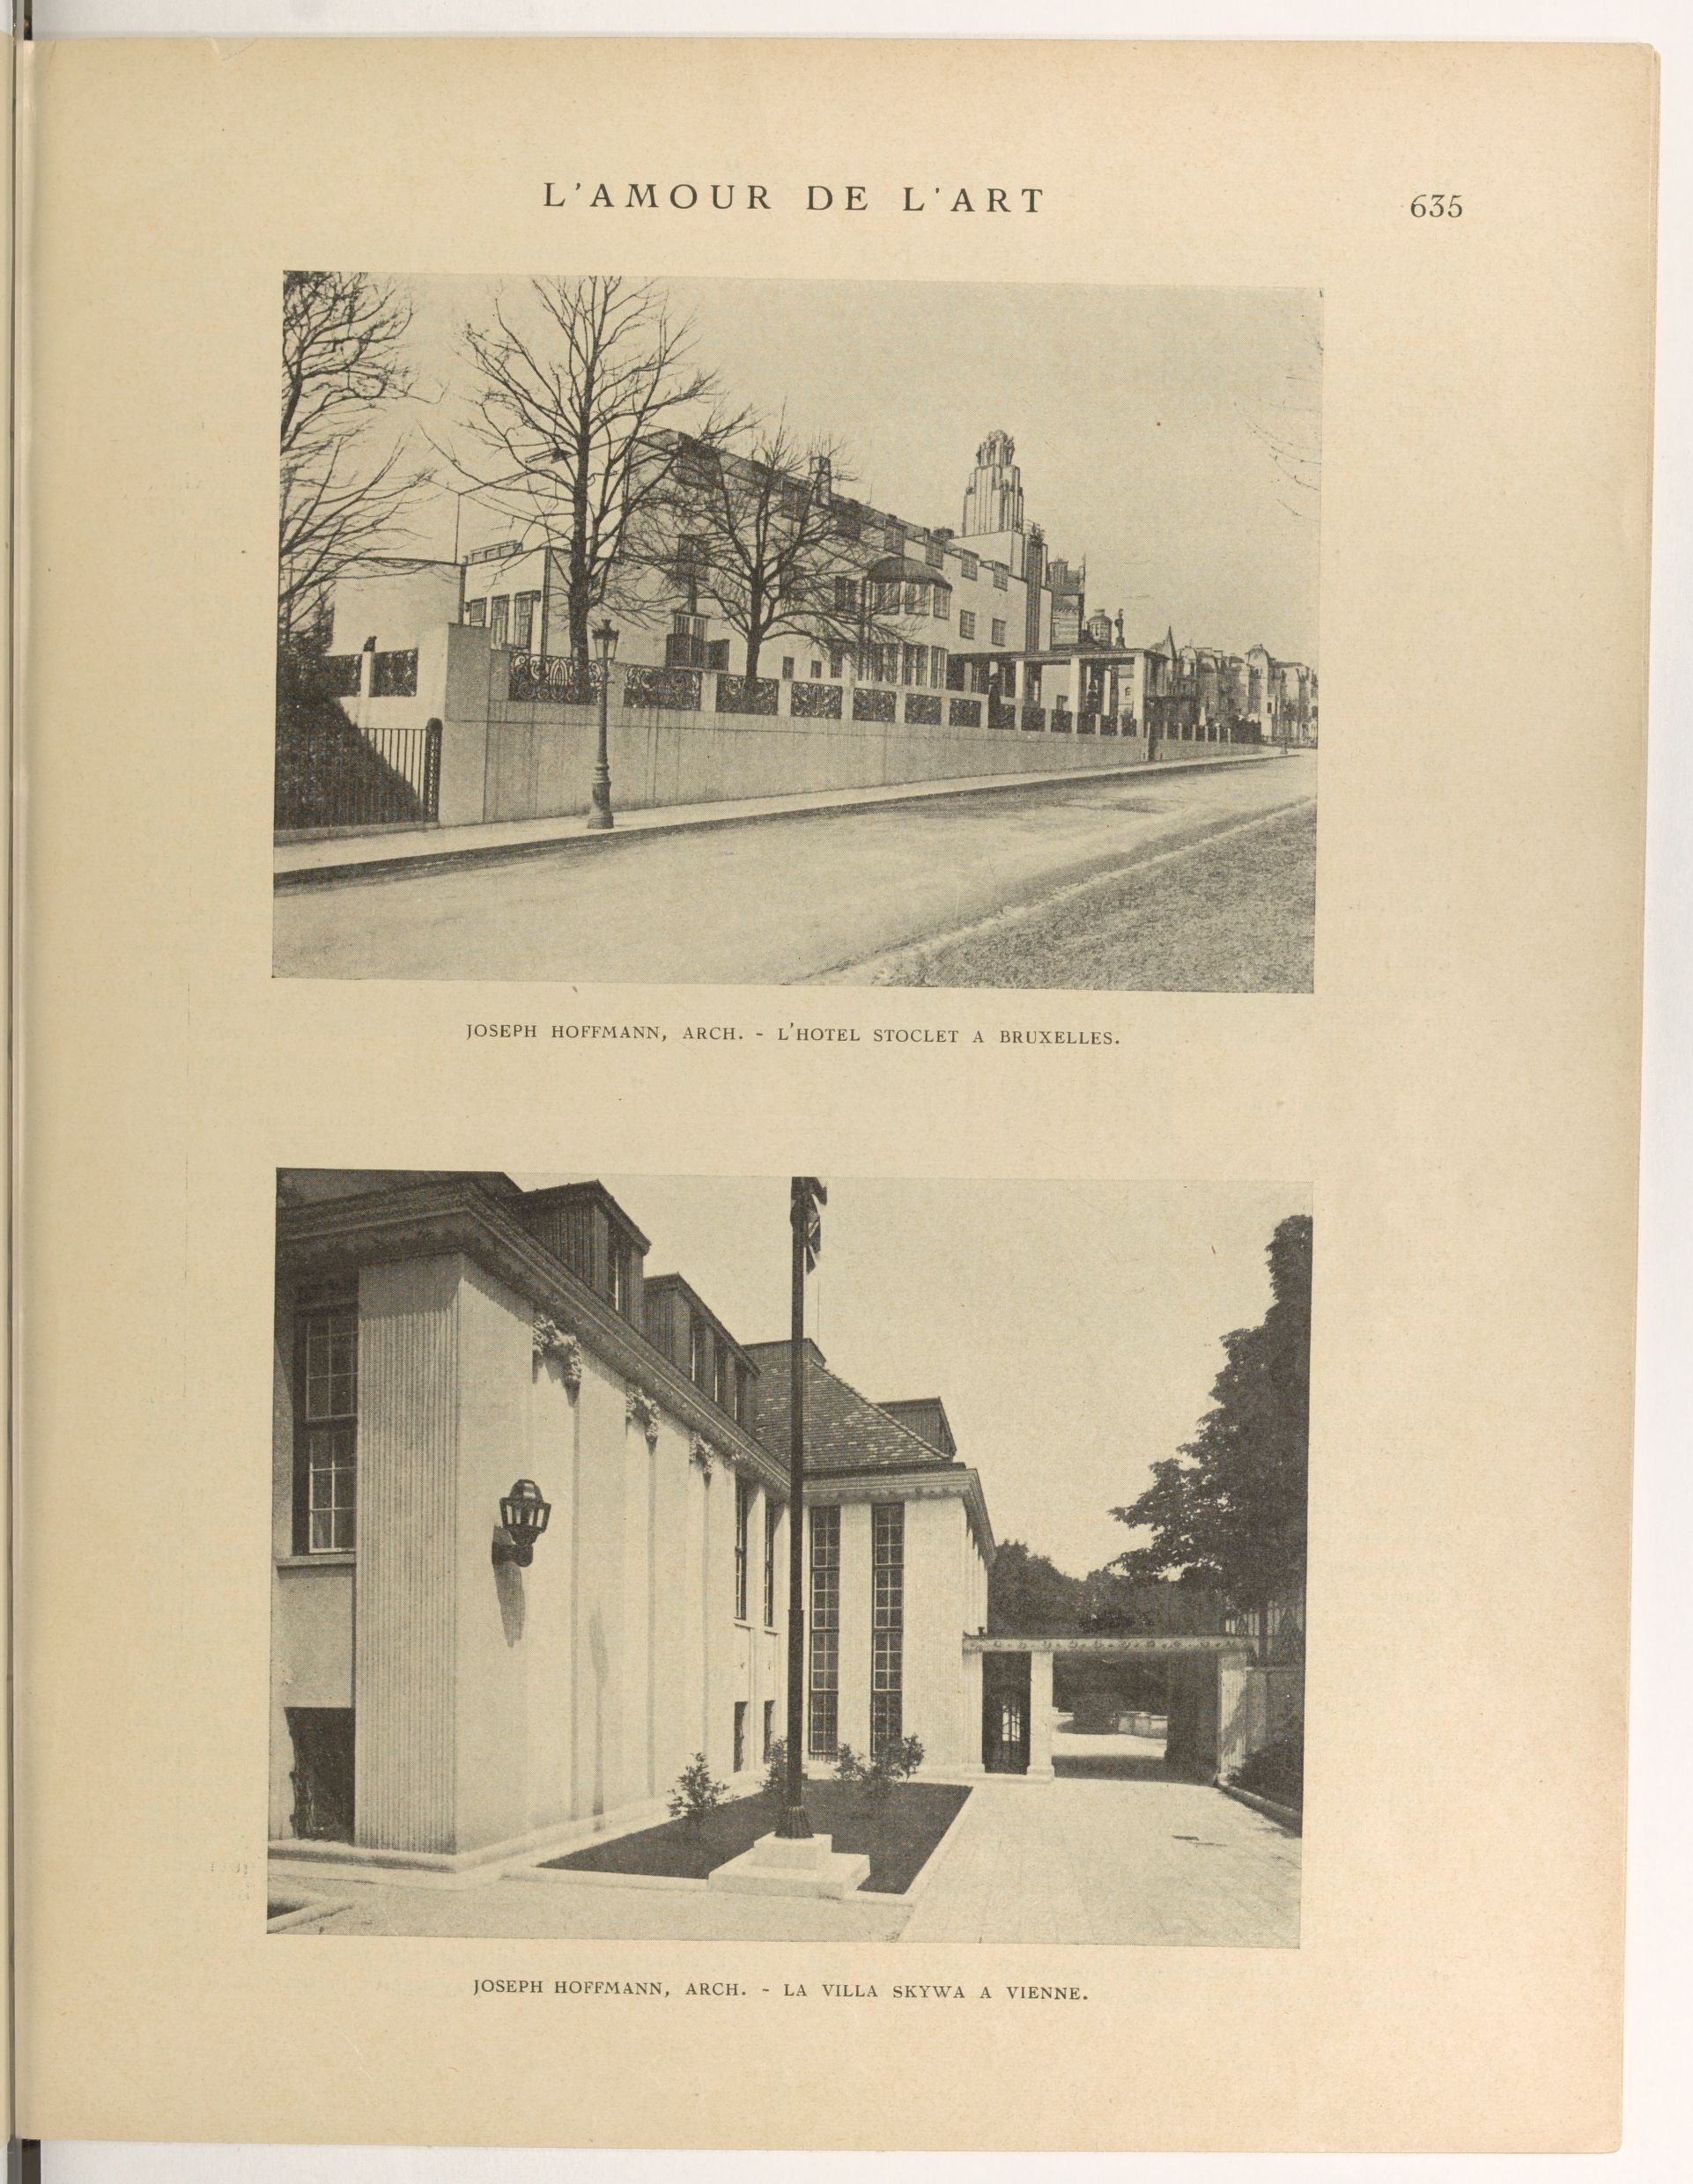 L'AMOUR DE L'ART
635
JOSEPH HOFFMANN, ARCH. - L'HOTEL STOCLET A BRUXELLES.
JOSEPH HOFFMANN, ARCH. - LA VILLA SKYWA A VIENNE.